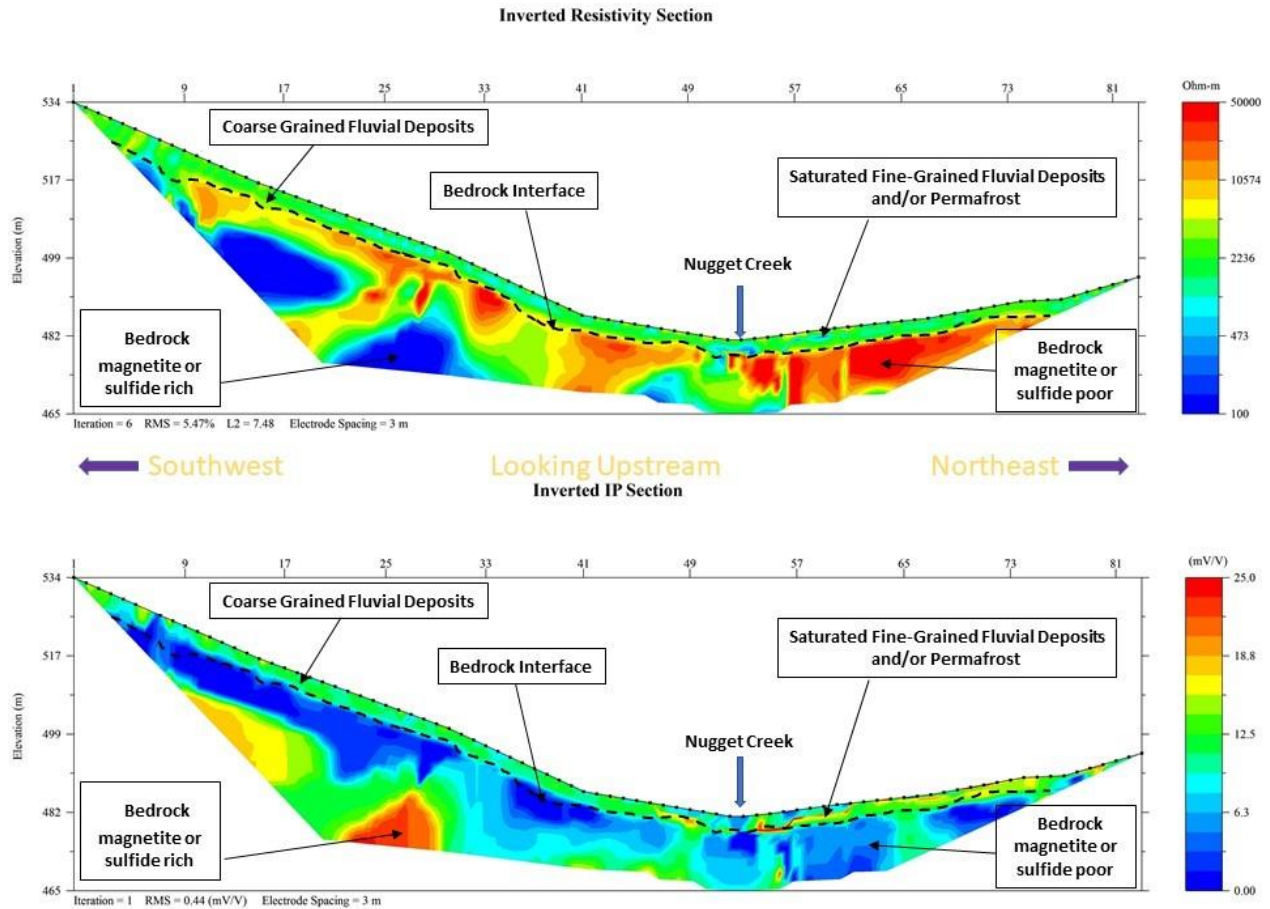 Inverted Resistivity Section
1 9 17 25 33 41 49 57 65 73 81
Ohm-m
534
517
499
482
465
Elevation (m)
Coarse Grained Fluvial Deposits
Bedrock Interface
Saturated Fine-Grained Fluvial Deposits
and/or Permafrost
Nugget Creek
Bedrock
magnetite or
sulfide rich
Bedrock
magnetite or
sulfide poor
50000
10574
2236
473
100
Iteration = 6 RMS = 5.47% L2 = 7.48 Electrode Spacing = 3 m
Southwest
Looking Upstream
Northeast
Inverted IP Section
1 9 17 25 33 41 49 57 65 73 81
(mV/V)
534
517
499
482
465
Elevation (m)
Coarse Grained Fluvial Deposits
Bedrock Interface
Saturated Fine-Grained Fluvial Deposits
and/or Permafrost
Nugget Creek
Bedrock
magnetite or
sulfide rich
Bedrock
magnetite or
sulfide poor
25.0
18.8
12.5
6.3
0.00
Iteration = 1 RMS = 0.44 (mV/V) Electrode Spacing = 3 m